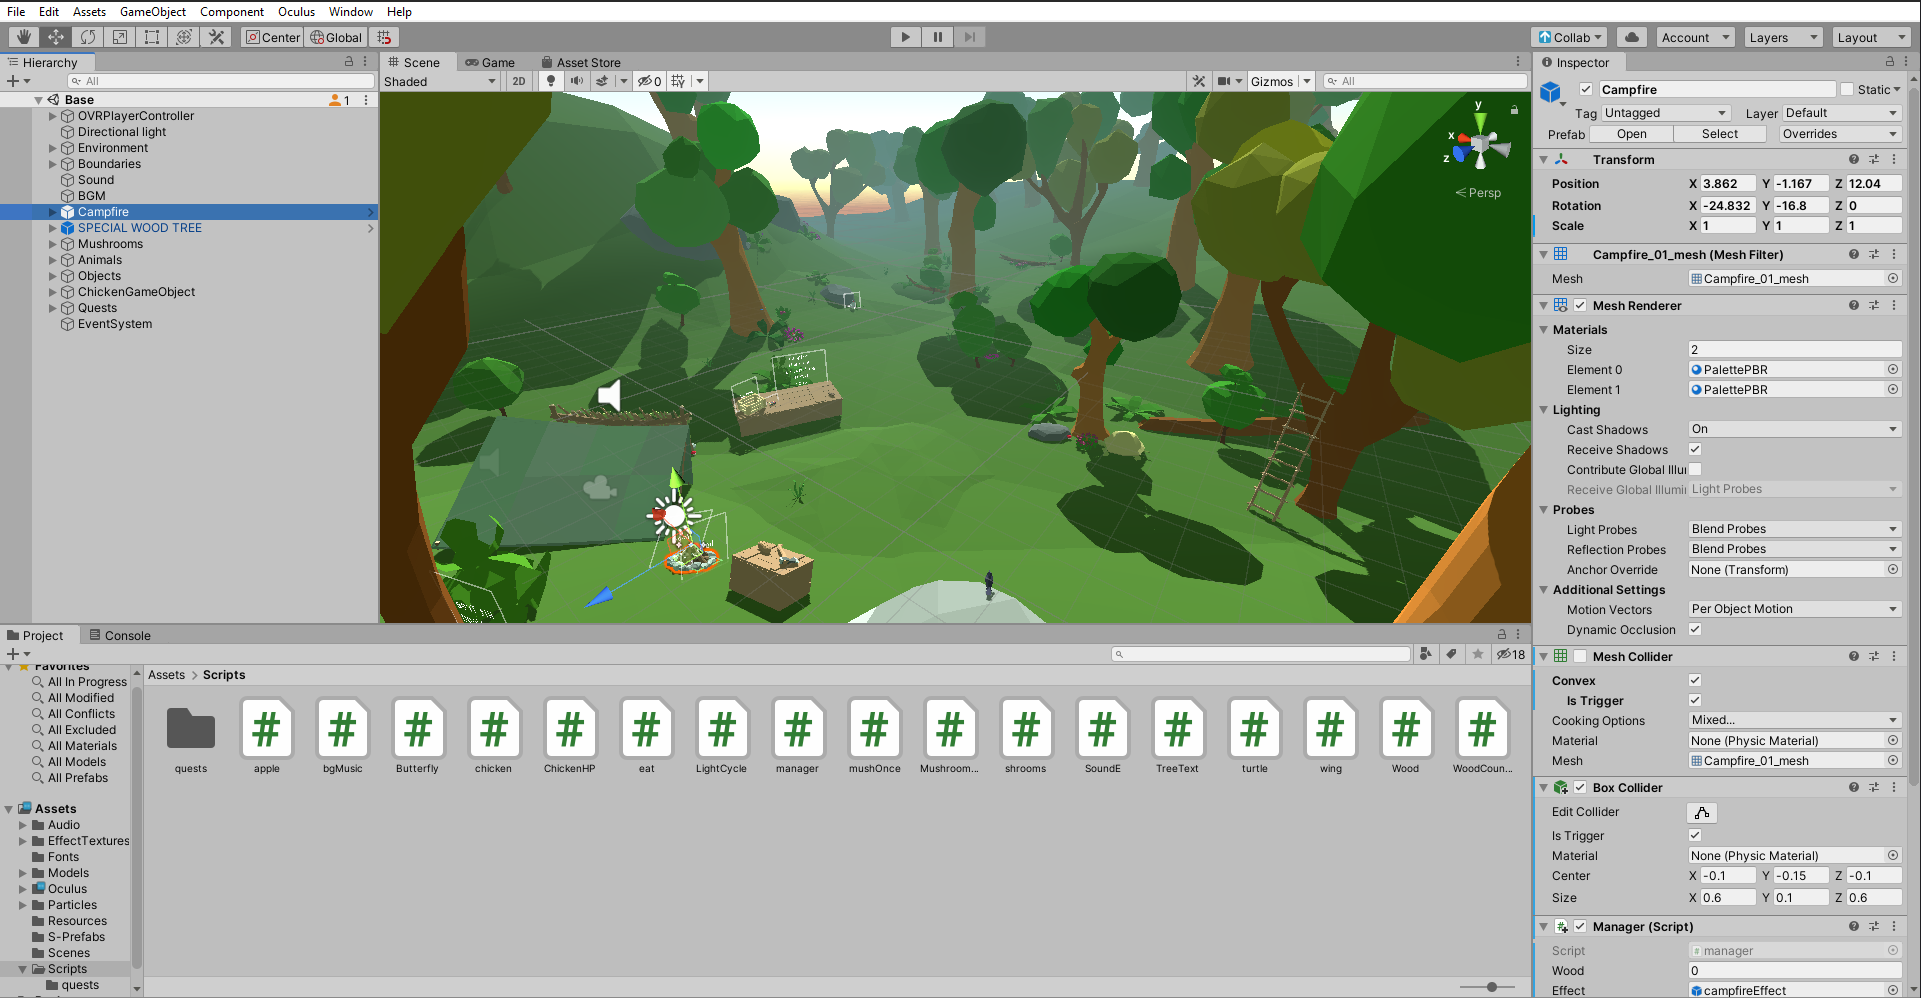 File Edit Assets GameObject Component Oculus Window Help
Center Global Collab Account Layers Layout
Hierarchy
All
Base 1
OVRPlayerController
Directional light
Environment
Boundaries
Sound
BGM
Campfire
SPECIAL WOOD TREE
Mushrooms
Animals
Objects
ChickenGameObject
Quests
EventSystem
Scene Game Asset Store
Shaded 2D 0 Gizmos All
y
x
z
Persp
Inspector
Campfire Static
Tag Untagged Layer Default
Prefab Open Select Overrides
Transform
Position X 3.862 Y -1.167 Z 12.04
Rotation X -24.832 Y -16.8 Z 0
Scale X 1 Y 1 Z 1
Campfire_01_mesh (Mesh Filter)
Mesh Campfire_01_mesh
Mesh Renderer
Materials
Size 2
Element 0 PalettePBR
Element 1 PalettePBR
Lighting
Cast Shadows On
Receive Shadows
Contribute Global Illu
Receive Global Illumi Light Probes
Probes
Light Probes Blend Probes
Reflection Probes Blend Probes
Anchor Override None (Transform)
Additional Settings
Motion Vectors Per Object Motion
Dynamic Occlusion
Mesh Collider
Convex
Is Trigger
Cooking Options Mixed...
Material None (Physic Material)
Mesh Campfire_01_mesh
Box Collider
Edit Collider
Is Trigger
Material None (Physic Material)
Center X -0.1 Y -0.15 Z -0.1
Size X 0.6 Y 0.1 Z 0.6
Manager (Script)
Script manager
Wood 0
Effect campfireEffect
Project Console
18
Favorites
All In Progress
All Modified
All Conflicts
All Excluded
All Materials
All Models
All Prefabs
Assets
Audio
EffectTextures
Fonts
Models
Oculus
Particles
Resources
S-Prefabs
Scenes
Scripts
quests
Assets > Scripts
quests apple bgMusic Butterfly chicken ChickenHP eat LightCycle manager mushOnce Mushroom... shrooms SoundE TreeText turtle wing Wood WoodCoun...